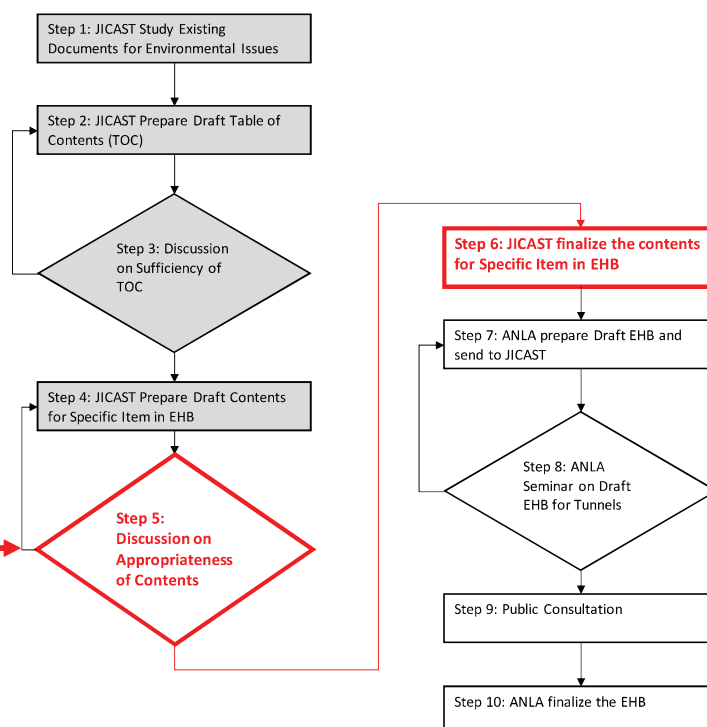 Step 1: JICAST Study Existing
Documents for Environmental Issues
Step 2: JICAST Prepare Draft Table of
Contents (TOC)
Step 3: Discussion
on Sufficiency of
TOC
Step 4: JICAST Prepare Draft Contents
for Specific Item in EHB
Step 5:
Discussion on
Appropriateness
of Contents
Step 6: JICAST finalize the contents
for Specific Item in EHB
Step 7: ANLA prepare Draft EHB and
send to JICAST
Step 8: ANLA
Seminar on Draft
EHB for Tunnels
Step 9: Public Consultation
Step 10: ANLA finalize the EHB